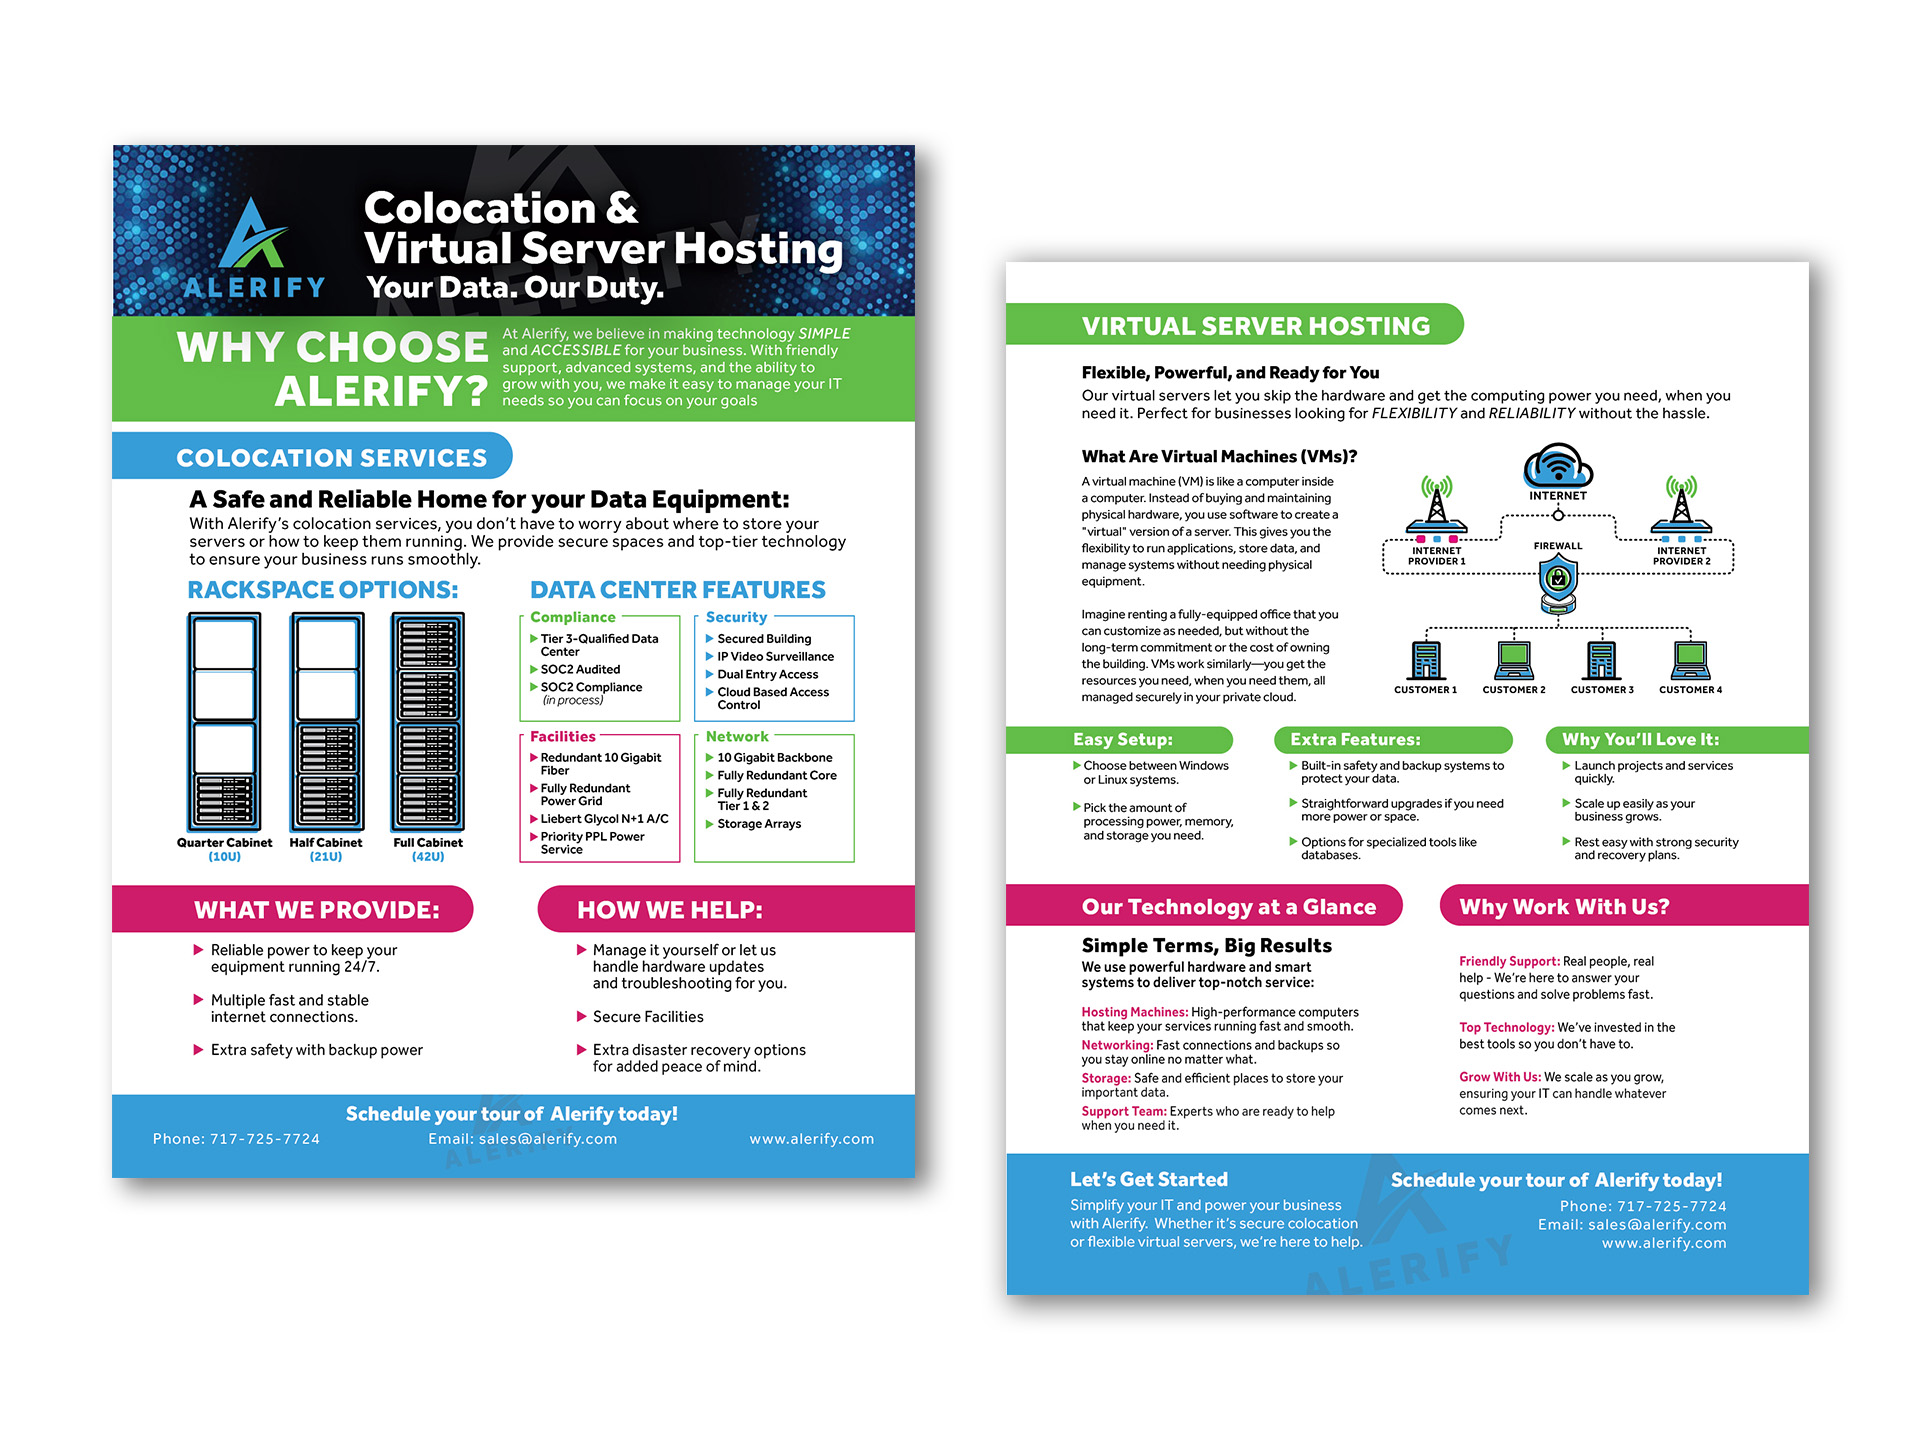 ALERIFY
Colocation &
Virtual Server Hosting
Your Data. Our Duty.
WHY CHOOSE
ALERIFY?
At Alerify, we believe in making technology SIMPLE
and ACCESSIBLE for your business. With friendly
support, advanced systems, and the ability to
grow with you, we make it easy to manage your IT
needs so you can focus on your goals
COLOCATION SERVICES
A Safe and Reliable Home for your Data Equipment:
With Alerify's colocation services, you don't have to worry about where to store your
servers or how to keep them running. We provide secure spaces and top-tier technology
to ensure your business runs smoothly.
RACKSPACE OPTIONS:
Quarter Cabinet
(10U)
Half Cabinet
(21U)
Full Cabinet
(42U)
DATA CENTER FEATURES
Compliance
Tier 3-Qualified Data
Center
SOC2 Audited
SOC2 Compliance
(in process)
Security
Secured Building
IP Video Surveillance
Dual Entry Access
Cloud Based Access
Control
Facilities
Redundant 10 Gigabit
Fiber
Fully Redundant
Power Grid
Liebert Glycol N+1 A/C
Priority PPL Power
Service
Network
10 Gigabit Backbone
Fully Redundant Core
Fully Redundant
Tier 1 & 2
Storage Arrays
WHAT WE PROVIDE:
Reliable power to keep your
equipment running 24/7.
Multiple fast and stable
internet connections.
Extra safety with backup power
HOW WE HELP:
Manage it yourself or let us
handle hardware updates
and troubleshooting for you.
Secure Facilities
Extra disaster recovery options
for added peace of mind.
Schedule your tour of Alerify today!
Phone: 717-725-7724
Email: sales@alerify.com
www.alerify.com
ALERIFY
VIRTUAL SERVER HOSTING
Flexible, Powerful, and Ready for You
Our virtual servers let you skip the hardware and get the computing power you need, when you
need it. Perfect for businesses looking for FLEXIBILITY and RELIABILITY without the hassle.
What Are Virtual Machines (VMs)?
A virtual machine (VM) is like a computer inside
a computer. Instead of buying and maintaining
physical hardware, you use software to create a
"virtual" version of a server. This gives you the
flexibility to run applications, store data, and
manage systems without needing physical
equipment.
Imagine renting a fully-equipped office that you
can customize as needed, but without the
long-term commitment or the cost of owning
the building. VMs work similarly—you get the
resources you need, when you need them, all
managed securely in your private cloud.
INTERNET
INTERNET
PROVIDER 1
FIREWALL
INTERNET
PROVIDER 2
CUSTOMER 1
CUSTOMER 2
CUSTOMER 3
CUSTOMER 4
Easy Setup:
Choose between Windows
or Linux systems.
Pick the amount of
processing power, memory,
and storage you need.
Extra Features:
Built-in safety and backup systems to
protect your data.
Straightforward upgrades if you need
more power or space.
Options for specialized tools like
databases.
Why You'll Love It:
Launch projects and services
quickly.
Scale up easily as your
business grows.
Rest easy with strong security
and recovery plans.
Our Technology at a Glance
Simple Terms, Big Results
We use powerful hardware and smart
systems to deliver top-notch service:
Hosting Machines: High-performance computers
that keep your services running fast and smooth.
Networking: Fast connections and backups so
you stay online no matter what.
Storage: Safe and efficient places to store your
important data.
Support Team: Experts who are ready to help
when you need it.
Why Work With Us?
Friendly Support: Real people, real
help - We're here to answer your
questions and solve problems fast.
Top Technology: We've invested in the
best tools so you don't have to.
Grow With Us: We scale as you grow,
ensuring your IT can handle whatever
comes next.
Let's Get Started
Simplify your IT and power your business
with Alerify. Whether it's secure colocation
or flexible virtual servers, we're here to help.
Schedule your tour of Alerify today!
Phone: 717-725-7724
Email: sales@alerify.com
www.alerify.com
ALERIFY